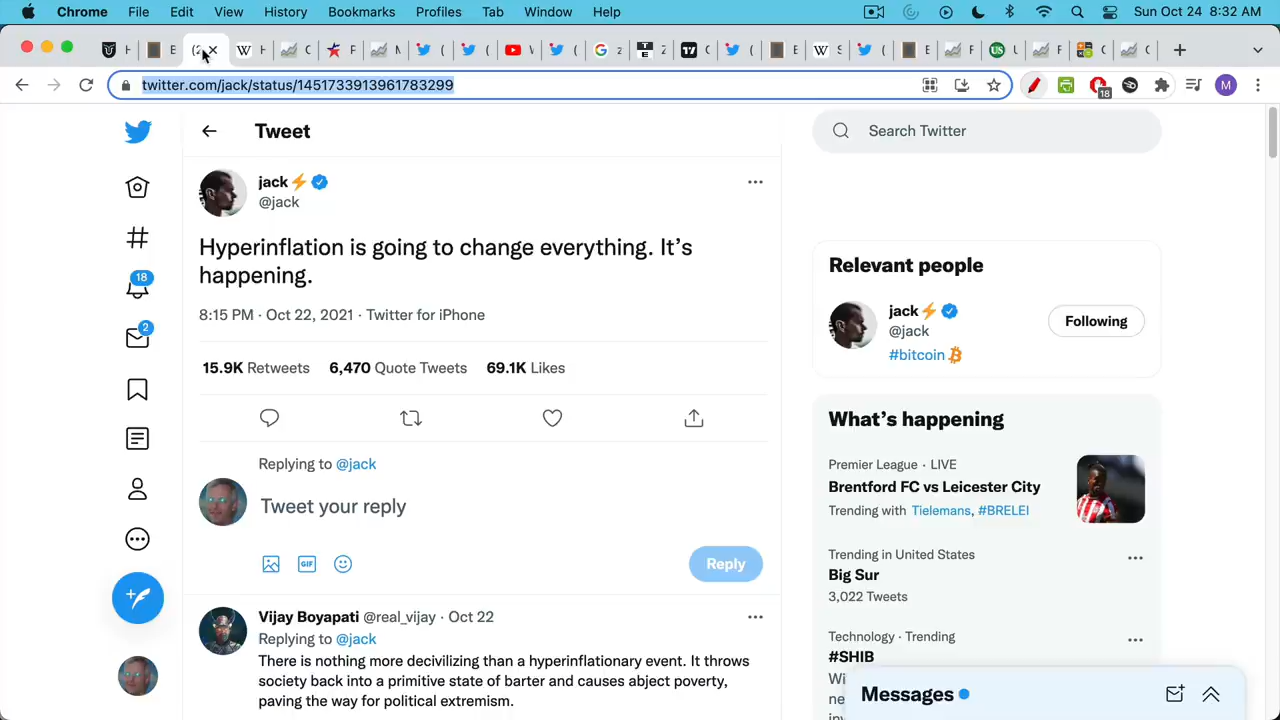 Chrome File Edit View History Bookmarks Profiles Tab Window Help Sun Oct 24 8:32 AM
twitter.com/jack/status/1451733913961783299
18
M
Tweet
Search Twitter
jack⚡
@jack
Hyperinflation is going to change everything. It’s
happening.
8:15 PM · Oct 22, 2021 · Twitter for iPhone
15.9K Retweets 6,470 Quote Tweets 69.1K Likes
Replying to @jack
Tweet your reply
GIF
Reply
Vijay Boyapati @real_vijay · Oct 22
Replying to @jack
There is nothing more decivilizing than a hyperinflationary event. It throws
society back into a primitive state of barter and causes abject poverty,
paving the way for political extremism.
18
2
Relevant people
jack⚡
@jack
Following
#bitcoin
What’s happening
Premier League · LIVE
Brentford FC vs Leicester City
Trending with Tielemans, #BRELEI
Trending in United States
Big Sur
3,022 Tweets
Technology · Trending
#SHIB
Messages